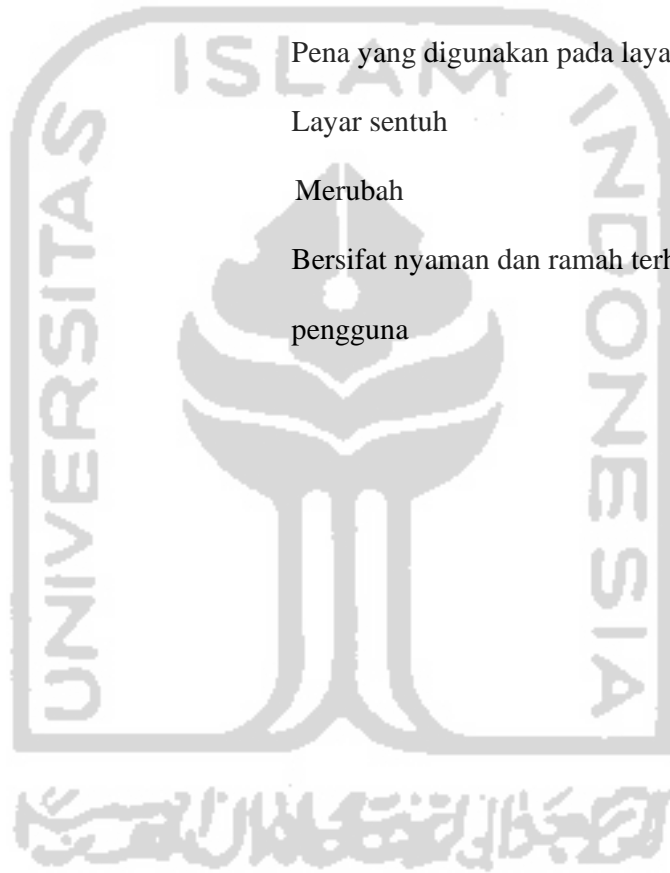 ISLAM
UNIVERSITAS
INDONESIA
Pena yang digunakan pada laya
Layar sentuh
Merubah
Bersifat nyaman dan ramah terh
pengguna